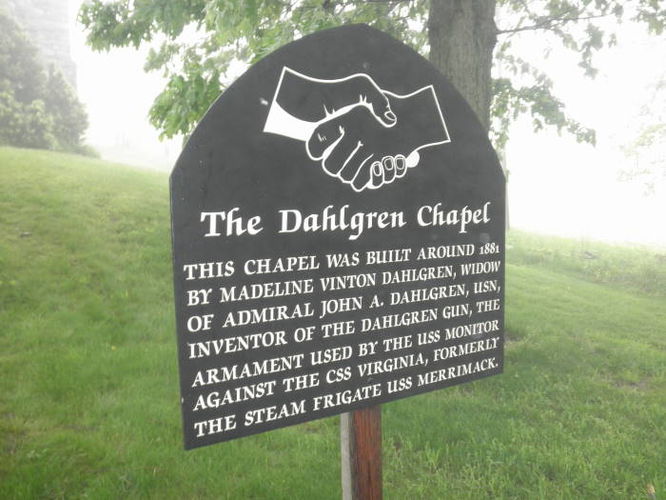 The Dahlgren Chapel
THIS CHAPEL WAS BUILT AROUND 1881
BY MADELINE VINTON DAHLGREN, WIDOW
OF ADMIRAL JOHN A. DAHLGREN, USN,
INVENTOR OF THE DAHLGREN GUN, THE
ARMAMENT USED BY THE USS MONITOR
AGAINST THE CSS VIRGINIA, FORMERLY
THE STEAM FRIGATE USS MERRIMACK.